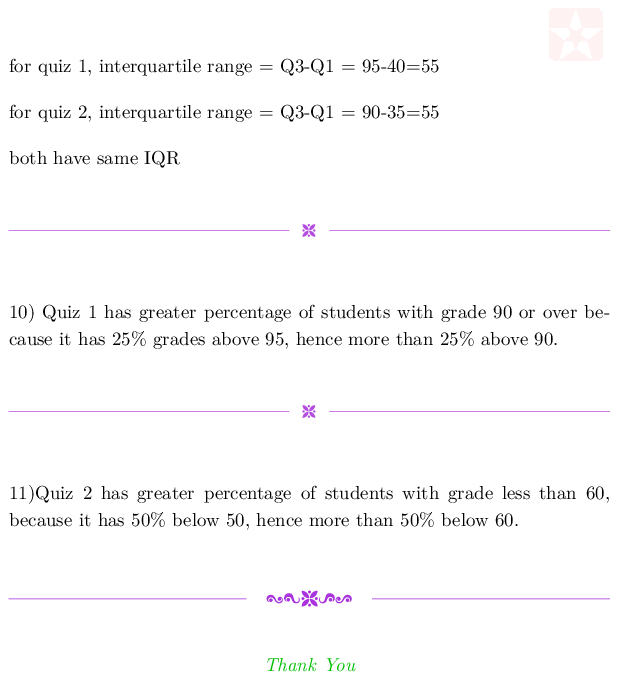 for quiz 1, interquartile range = Q3-Q1 = 95-40=55
for quiz 2, interquartile range = Q3-Q1 = 90-35=55
both have same IQR
10) Quiz 1 has greater percentage of students with grade 90 or over be-
cause it has 25% grades above 95, hence more than 25% above 90.
11)Quiz 2 has greater percentage of students with grade less than 60,
because it has 50% below 50, hence more than 50% below 60.
Thank You